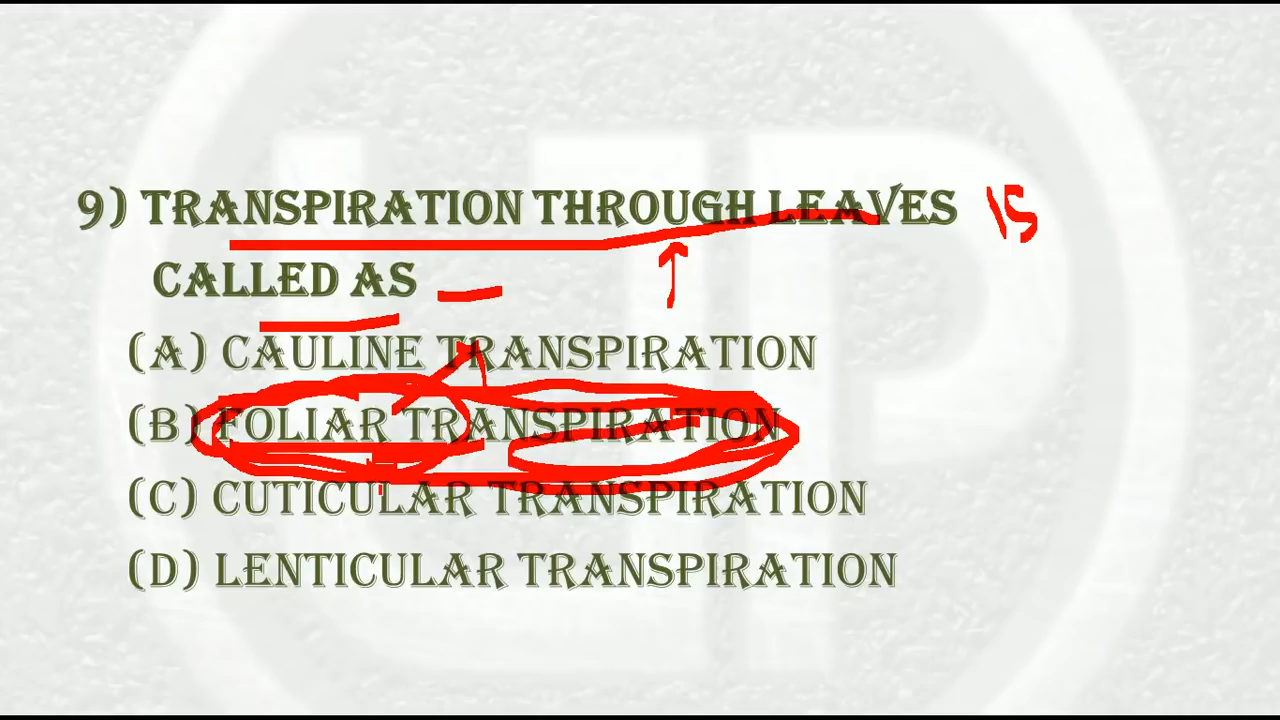 9) TRANSPIRATION THROUGH LEAVES IS
CALLED AS _
(A) CAULINE TRANSPIRATION
(B) FOLIAR TRANSPIRATION
(C) CUTICULAR TRANSPIRATION
(D) LENTICULAR TRANSPIRATION